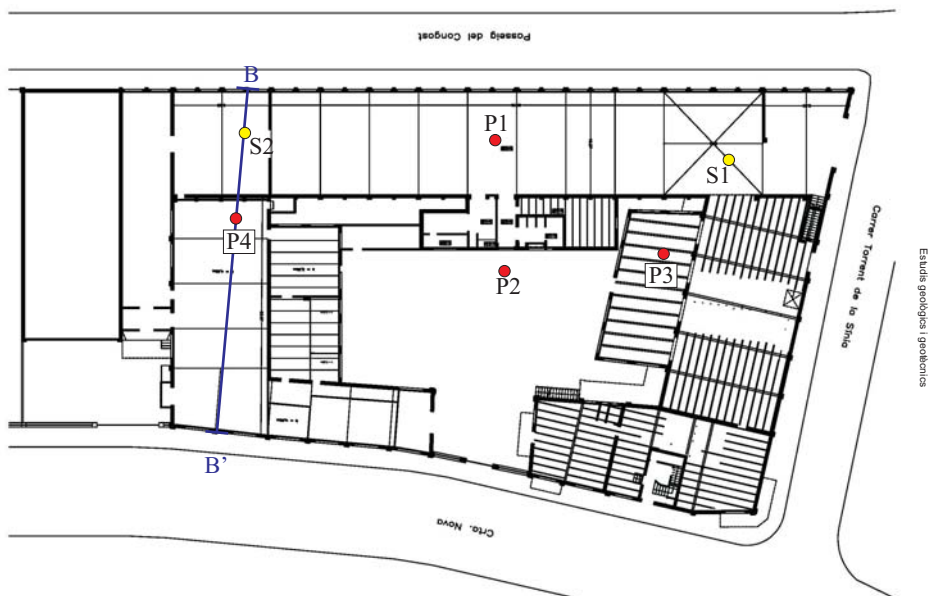 Passeig del Congost
B
P1
S2
S1
P4
P2
P3
Carrer Torrent de la Sínia
Estudis geològics i geotècnics
B'
Crta. Nova